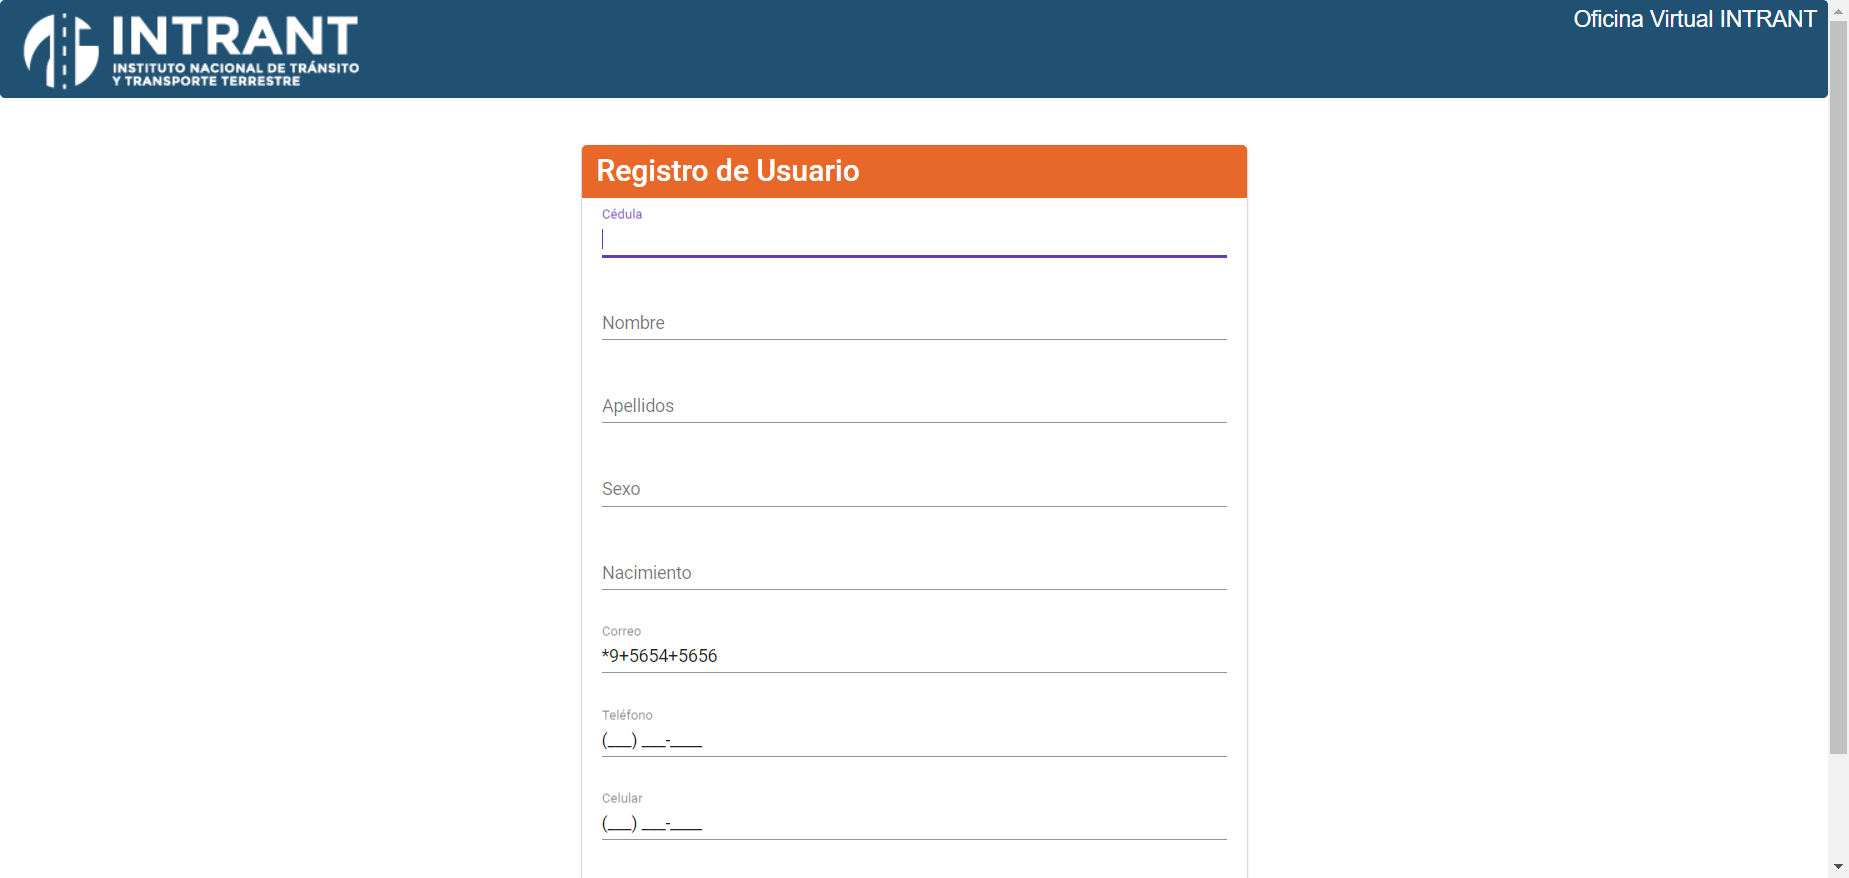 INTRANT
INSTITUTO NACIONAL DE TRÁNSITO
Y TRANSPORTE TERRESTRE
Oficina Virtual INTRANT
Registro de Usuario
Cédula
Nombre
Apellidos
Sexo
Nacimiento
Correo
*9+5654+5656
Teléfono
(___) ___-____
Celular
(___) ___-____